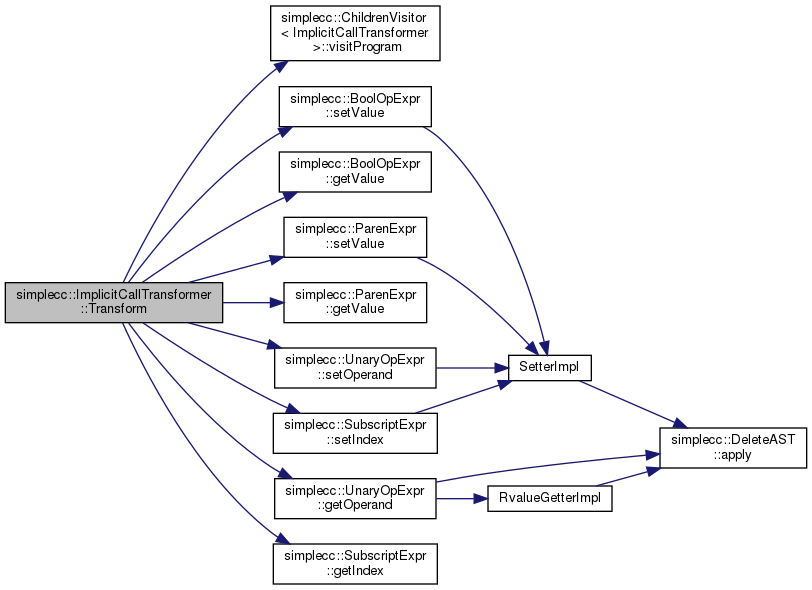 simplecc::ChildrenVisitor
< ImplicitCallTransformer
>::visitProgram
simplecc::BoolOpExpr
::setValue
simplecc::BoolOpExpr
::getValue
simplecc::ParenExpr
::setValue
simplecc::ImplicitCallTransformer
::Transform
simplecc::ParenExpr
::getValue
simplecc::UnaryOpExpr
::setOperand
SetterImpl
simplecc::SubscriptExpr
::setIndex
simplecc::DeleteAST
::apply
simplecc::UnaryOpExpr
::getOperand
RvalueGetterImpl
simplecc::SubscriptExpr
::getIndex